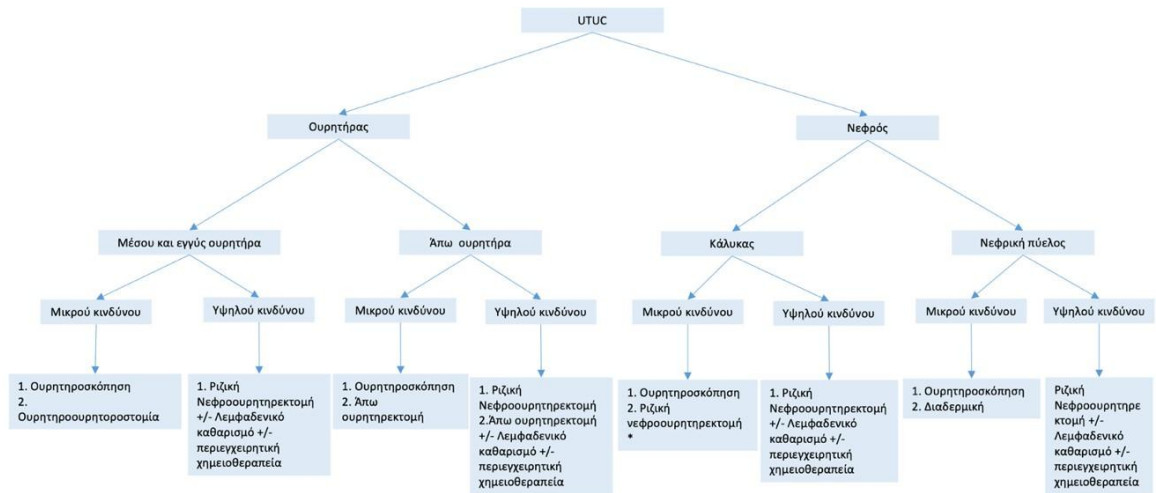 UTUC
Ουρητήρας
Νεφρός
Μέσου και εγγύς ουρητήρα
Άπω ουρητήρα
Κάλυκας
Νεφρική πύελος
Μικρού κινδύνου
Υψηλού κινδύνου
Μικρού κινδύνου
Υψηλού κινδύνου
Μικρού κινδύνου
Υψηλού κινδύνου
Μικρού κινδύνου
Υψηλού κινδύνου
1. Ουρητηροσκόπηση
2.
Ουρητηροουρητοροστομία
1. Ριζική
Νεφροουρητηρεκτομή
+/- Λεμφαδενικό
καθαρισμό +/-
περιεγχειρητική
χημειοθεραπεία
1. Ουρητηροσκόπηση
2. Άπω
ουρητηρεκτομή
1. Ριζική
Νεφροουρητηρεκτομή
2.Άπω ουρητηρεκτομή
+/- Λεμφαδενικό
καθαρισμό +/-
περιεγχειρητική
χημειοθεραπεία
1. Ουρητηροσκόπηση
2. Ριζική
νεφροουρητηρεκτομή
*
1. Ριζική
Νεφροουρητηρεκτομή
+/- Λεμφαδενικό
καθαρισμό +/-
περιεγχειρητική
χημειοθεραπεία
1. Ουρητηροσκόπηση
2. Διαδερμική
Ριζική
Νεφροουρητηρε
κτομή +/-
Λεμφαδενικό
καθαρισμό +/-
περιεγχειρητική
χημειοθεραπεία